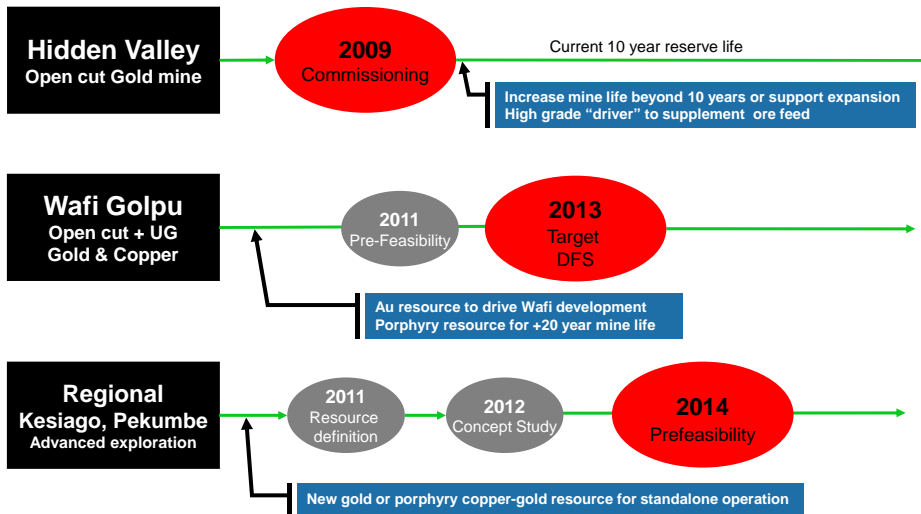 Hidden Valley
Open cut Gold mine
2009
Commissioning
Current 10 year reserve life
Increase mine life beyond 10 years or support expansion
High grade “driver” to supplement ore feed
Wafi Golpu
Open cut + UG
Gold & Copper
2011
Pre-Feasibility
2013
Target
DFS
Au resource to drive Wafi development
Porphyry resource for +20 year mine life
Regional
Kesiago, Pekumbe
Advanced exploration
2011
Resource
definition
2012
Concept Study
2014
Prefeasibility
New gold or porphyry copper-gold resource for standalone operation